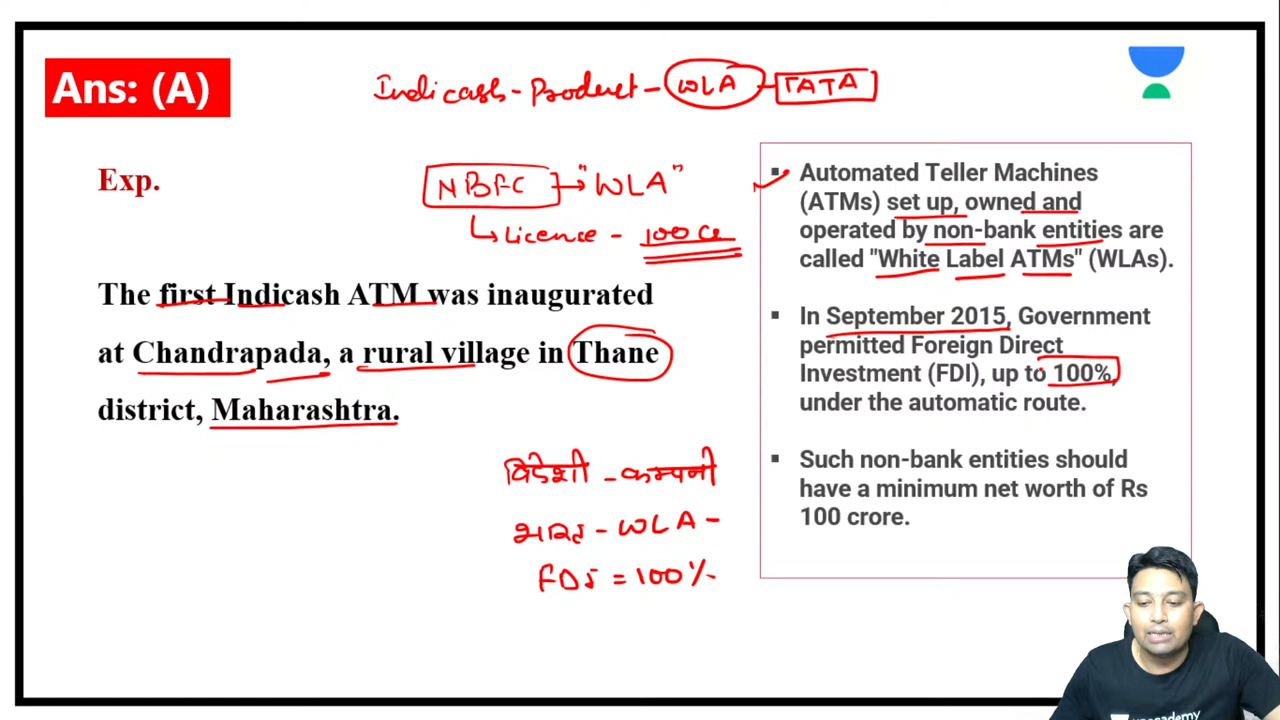 Ans: (A)
Indicash - Product - WLA - TATA
Exp.
NBFC → "WLA"
↳ Licence - 100 Cr
The first Indicash ATM was inaugurated
at Chandrapada, a rural village in Thane
district, Maharashtra.
विदेशी - कम्पनी
भारत - WLA -
FDI = 100%
▪ Automated Teller Machines
(ATMs) set up, owned and
operated by non-bank entities are
called "White Label ATMs" (WLAs).
▪ In September 2015, Government
permitted Foreign Direct
Investment (FDI), up to 100%,
under the automatic route.
▪ Such non-bank entities should
have a minimum net worth of Rs
100 crore.